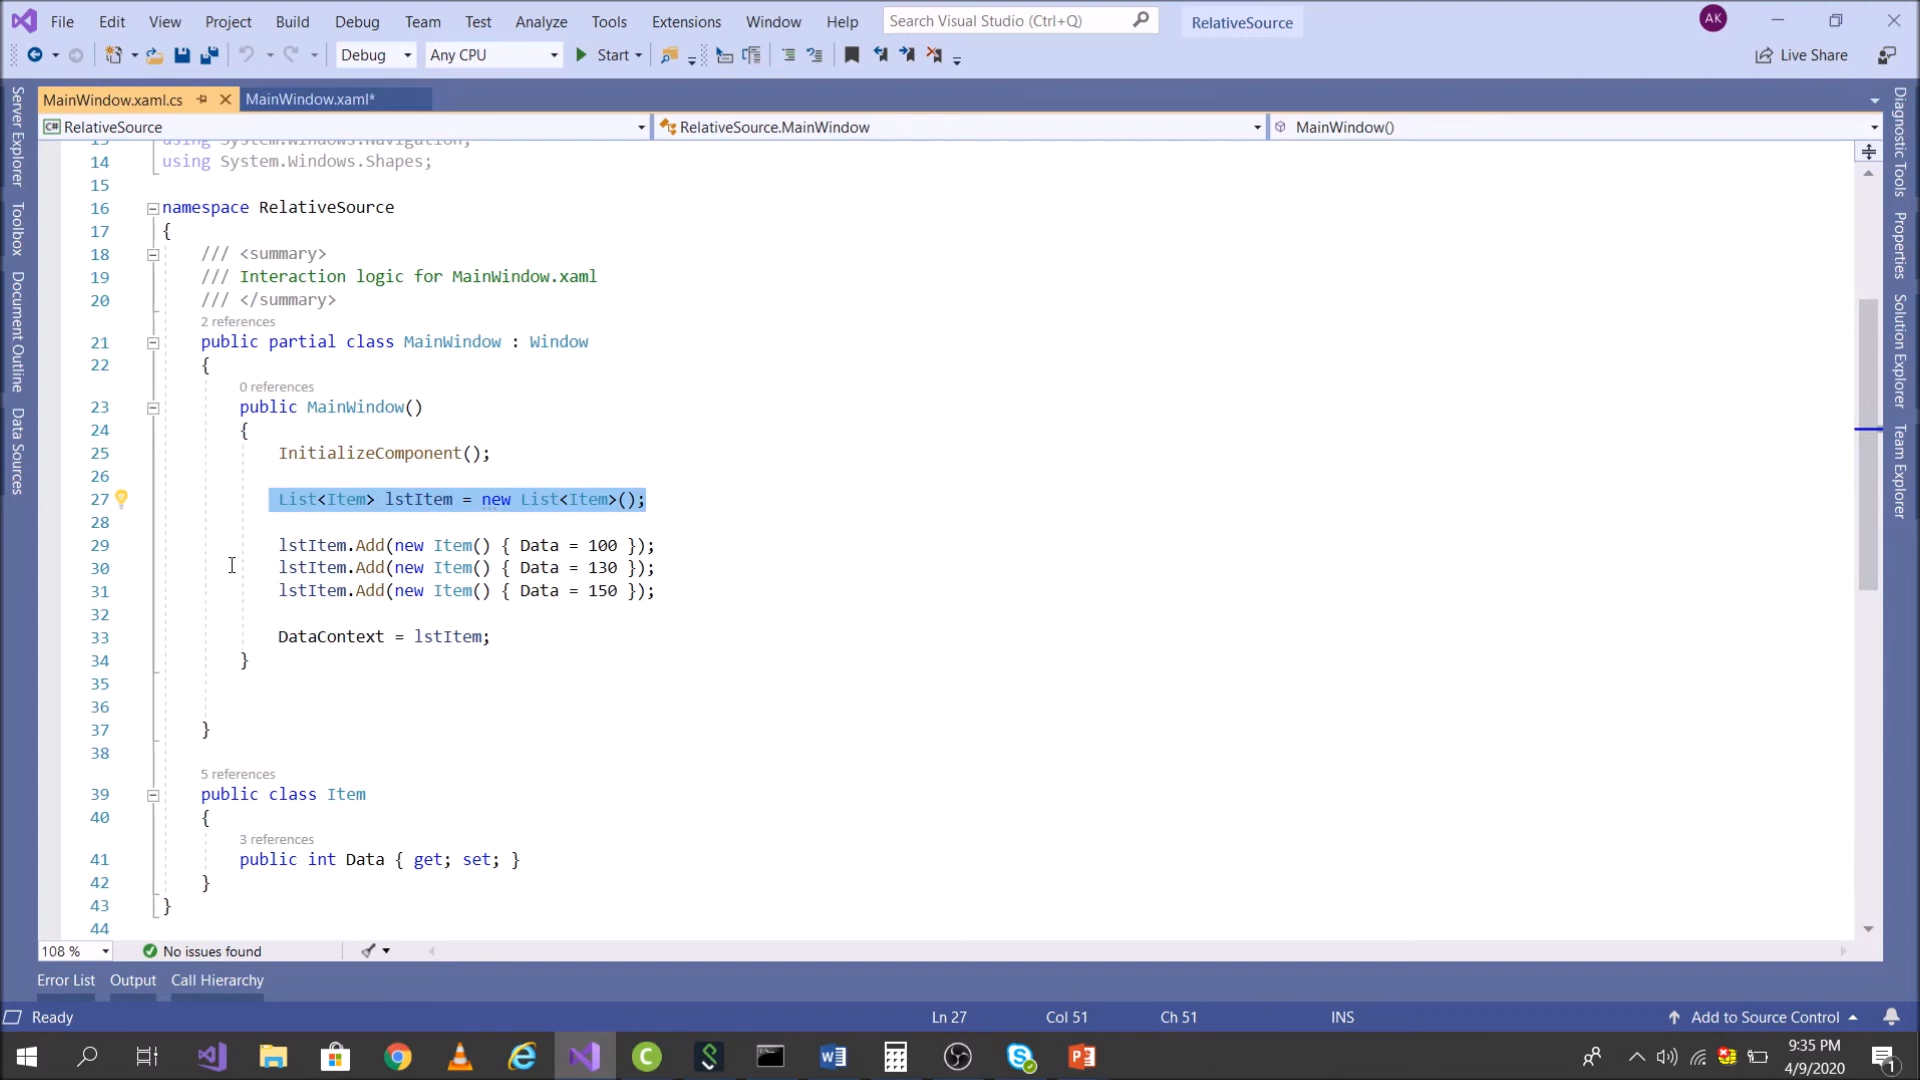 File Edit View Project Build Debug Team Test Analyze Tools Extensions Window Help Search Visual Studio (Ctrl+Q) RelativeSource AK
Debug Any CPU Start Live Share
MainWindow.xaml.cs MainWindow.xaml*
RelativeSource RelativeSource.MainWindow MainWindow()
13 using System.Windows.Navigation;
14 using System.Windows.Shapes;
15
16 namespace RelativeSource
17 {
18 /// <summary>
19 /// Interaction logic for MainWindow.xaml
20 /// </summary>
2 references
21 public partial class MainWindow : Window
22 {
0 references
23 public MainWindow()
24 {
25 InitializeComponent();
26
27 List<Item> lstItem = new List<Item>();
28
29 lstItem.Add(new Item() { Data = 100 });
30 lstItem.Add(new Item() { Data = 130 });
31 lstItem.Add(new Item() { Data = 150 });
32
33 DataContext = lstItem;
34 }
35
36
37 }
38
5 references
39 public class Item
40 {
3 references
41 public int Data { get; set; }
42 }
43 }
44
108 % No issues found
Error List Output Call Hierarchy
Ready Ln 27 Col 51 Ch 51 INS Add to Source Control
9:35 PM
4/9/2020
1
Server Explorer
Toolbox
Document Outline
Data Sources
Diagnostic Tools
Properties
Solution Explorer
Team Explorer